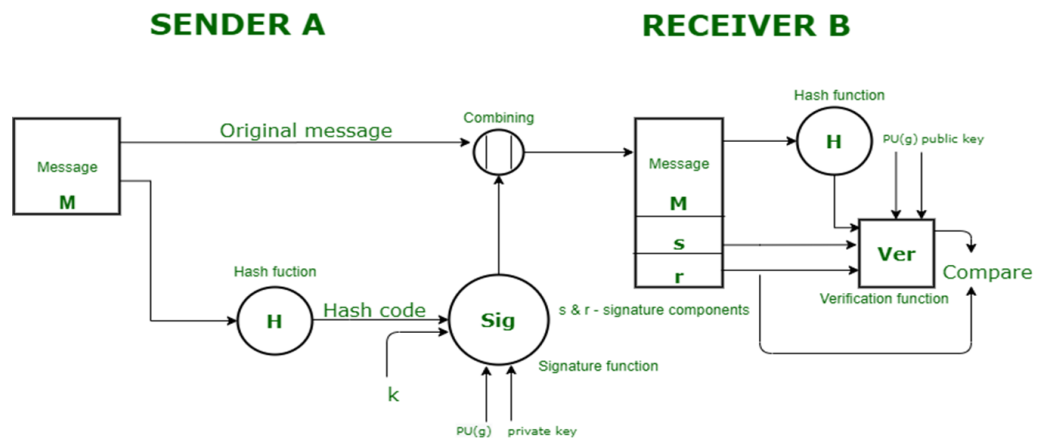 SENDER A
RECEIVER B
Message
M
Original message
Combining
Hash fuction
H
Hash code
k
Sig
PU(g)
private key
s & r - signature components
Signature function
Message
M
s
r
Hash function
H
PU(g) public key
Ver
Compare
Verification function